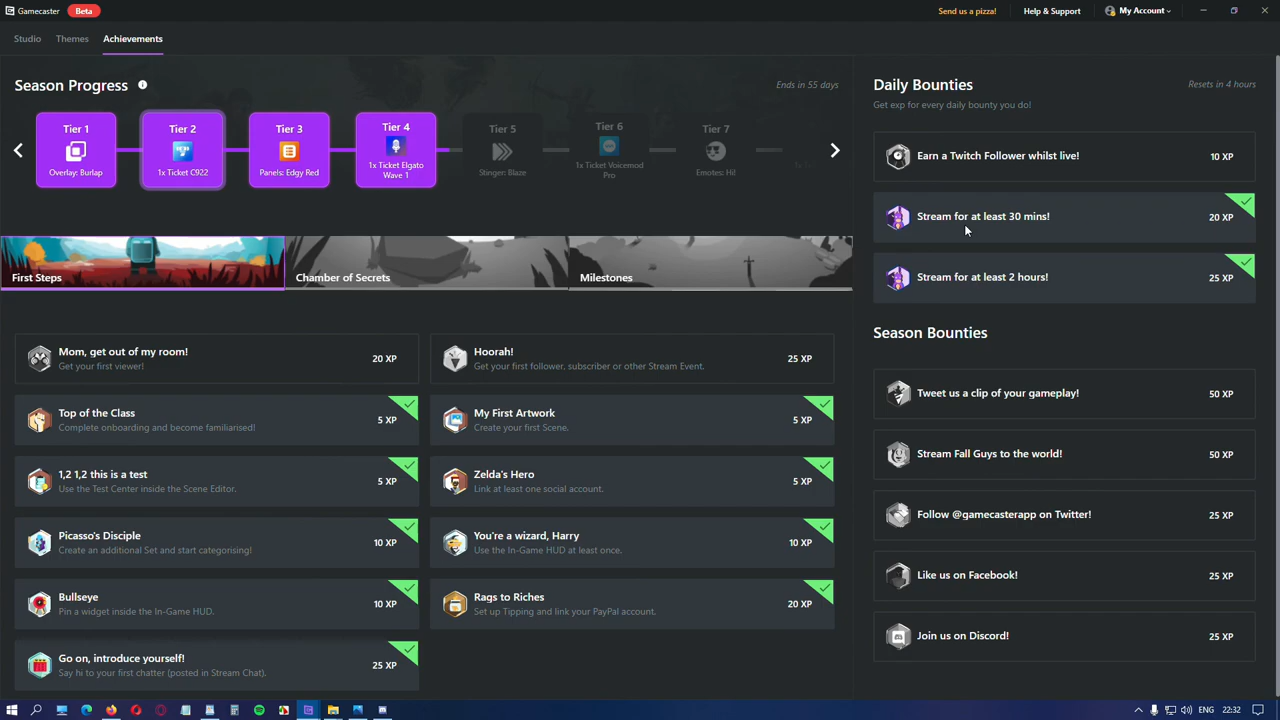 Gamecaster Beta
Send us a pizza! Help & Support My Account
Studio Themes Achievements
Season Progress
Ends in 55 days
Tier 1
Overlay: Burlap
Tier 2
1x Ticket C922
Tier 3
Panels: Edgy Red
Tier 4
1x Ticket Elgato
Wave 1
Tier 5
Stinger: Blaze
Tier 6
1x Ticket Voicemod
Pro
Tier 7
Emotes: Hi!
First Steps
Chamber of Secrets
Milestones
Mom, get out of my room!
Get your first viewer!
20 XP
Hoorah!
Get your first follower, subscriber or other Stream Event.
25 XP
Top of the Class
Complete onboarding and become familiarised!
5 XP
My First Artwork
Create your first Scene.
5 XP
1,2 1,2 this is a test
Use the Test Center inside the Scene Editor.
5 XP
Zelda's Hero
Link at least one social account.
5 XP
Picasso's Disciple
Create an additional Set and start categorising!
10 XP
You're a wizard, Harry
Use the In-Game HUD at least once.
10 XP
Bullseye
Pin a widget inside the In-Game HUD.
10 XP
Rags to Riches
Set up Tipping and link your PayPal account.
20 XP
Go on, introduce yourself!
Say hi to your first chatter (posted in Stream Chat).
25 XP
Daily Bounties
Resets in 4 hours
Get exp for every daily bounty you do!
Earn a Twitch Follower whilst live! 10 XP
Stream for at least 30 mins! 20 XP
Stream for at least 2 hours! 25 XP
Season Bounties
Tweet us a clip of your gameplay! 50 XP
Stream Fall Guys to the world! 50 XP
Follow @gamecasterapp on Twitter! 25 XP
Like us on Facebook! 25 XP
Join us on Discord! 25 XP
ENG 22:32